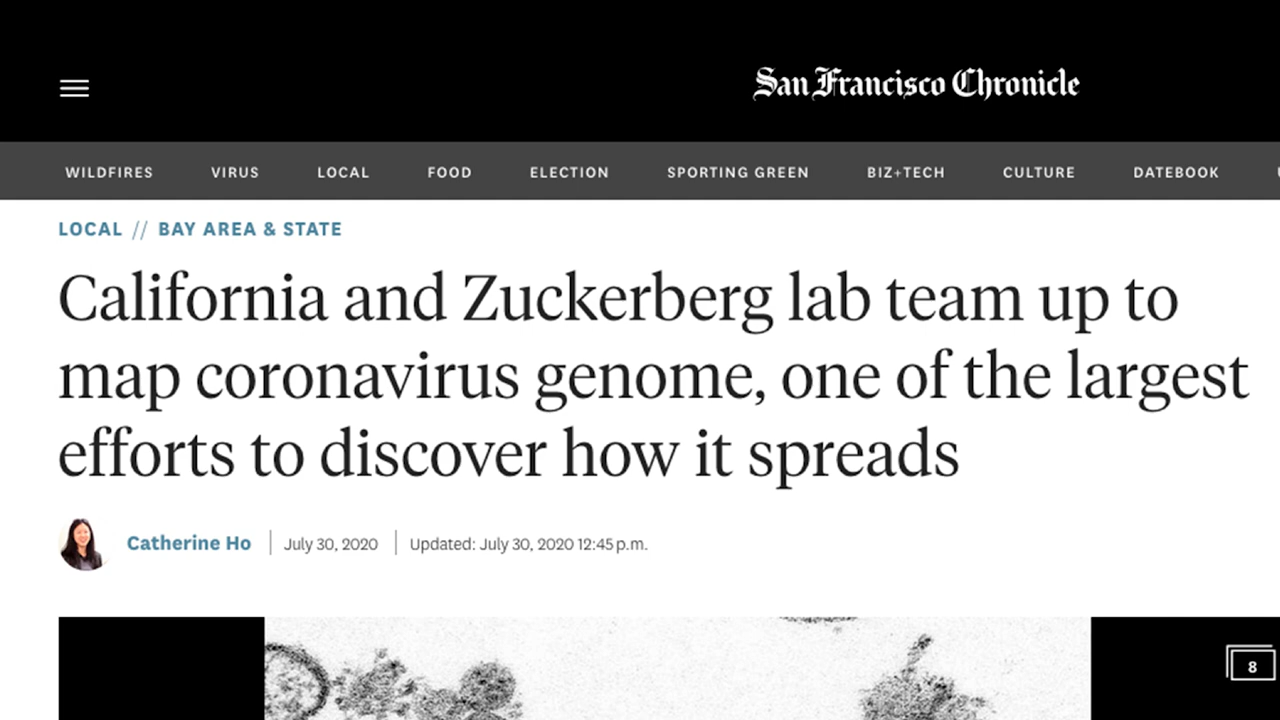 San Francisco Chronicle
WILDFIRES VIRUS LOCAL FOOD ELECTION SPORTING GREEN BIZ+TECH CULTURE DATEBOOK
LOCAL // BAY AREA & STATE
California and Zuckerberg lab team up to
map coronavirus genome, one of the largest
efforts to discover how it spreads
Catherine Ho | July 30, 2020 | Updated: July 30, 2020 12:45 p.m.
8